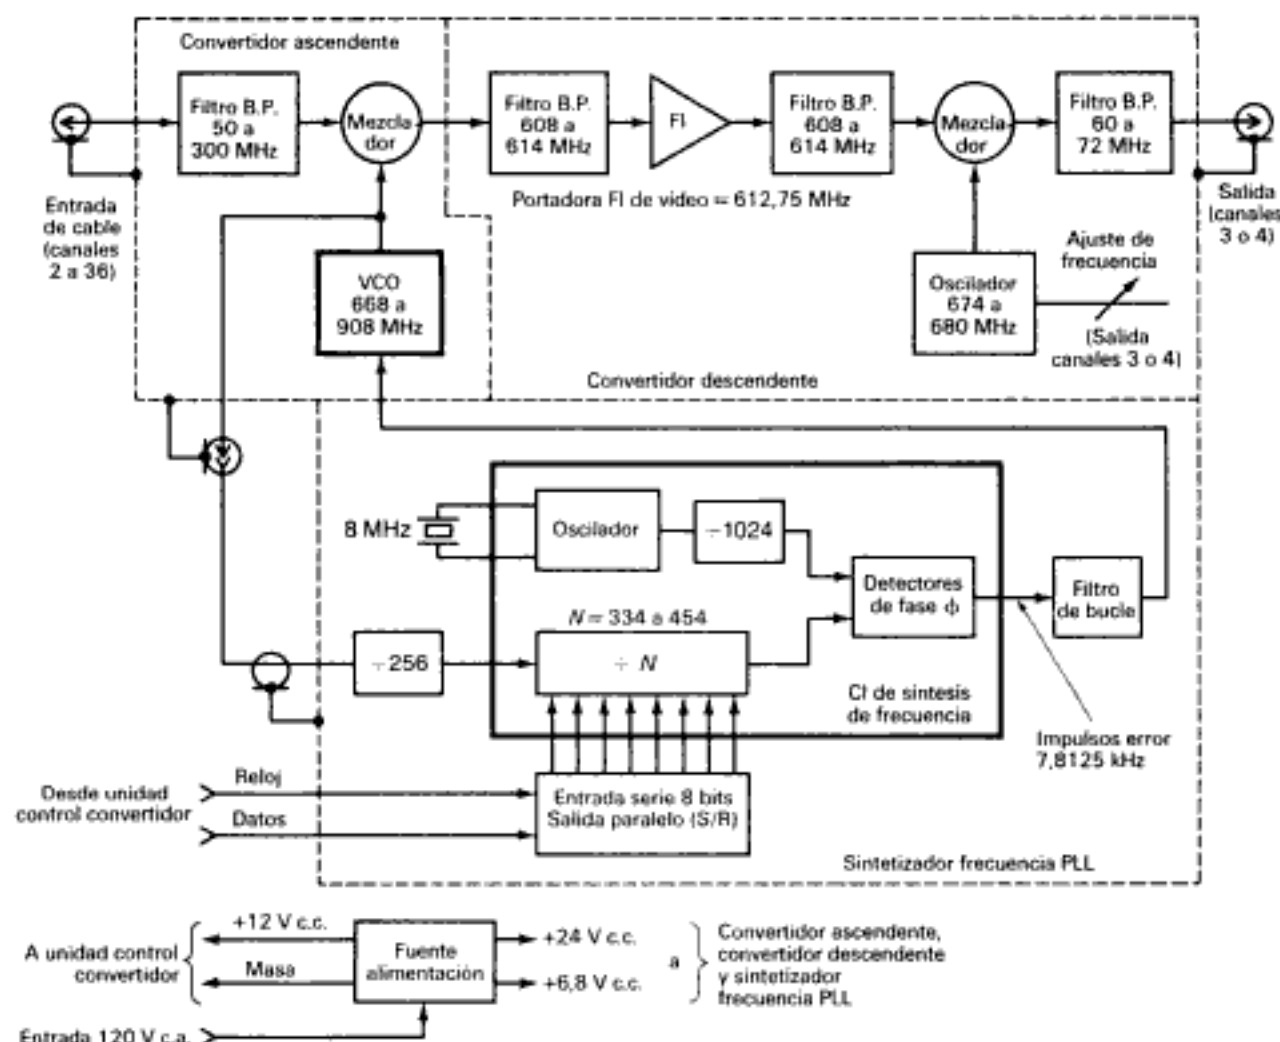 Convertidor ascendente
Filtro B.P.
50 a
300 MHz
Mezcla
dor
Filtro B.P.
608 a
614 MHz
FI
Filtro B.P.
608 a
614 MHz
Mezcla
dor
Filtro B.P.
60 a
72 MHz
Entrada
de cable
(canales
2 a 36)
Portadora FI de vídeo = 612,75 MHz
Salida
(canales
3 o 4)
VCO
668 a
908 MHz
Oscilador
674 a
680 MHz
Ajuste de
frecuencia
(Salida
canales 3 o 4)
Convertidor descendente
8 MHz
Oscilador
÷1024
Detectores
de fase ϕ
Filtro
de bucle
N = 334 a 454
÷256
÷ N
CI de síntesis
de frecuencia
Impulsos error
7,8125 kHz
Desde unidad
control convertidor
Reloj
Datos
Entrada serie 8 bits
Salida paralelo (S/R)
Sintetizador frecuencia PLL
A unidad control
convertidor
+12 V c.c.
Masa
Fuente
alimentación
+24 V c.c.
+6,8 V c.c.
a
Convertidor ascendente,
convertidor descendente
y sintetizador
frecuencia PLL
Entrada 120 V c.a.